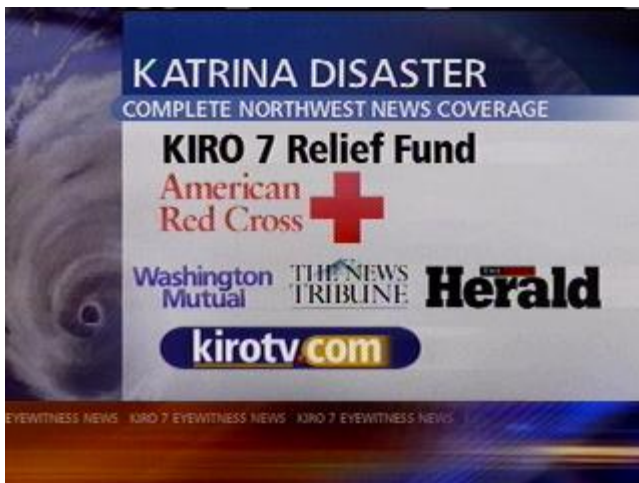 KATRINA DISASTER
COMPLETE NORTHWEST NEWS COVERAGE
KIRO 7 Relief Fund
American
Red Cross
Washington
Mutual
THE NEWS
TRIBUNE
THE
Herald
kirotv.com
EYEWITNESS NEWS KIRO 7 EYEWITNESS NEWS KIRO 7 EYEWITNESS NEWS